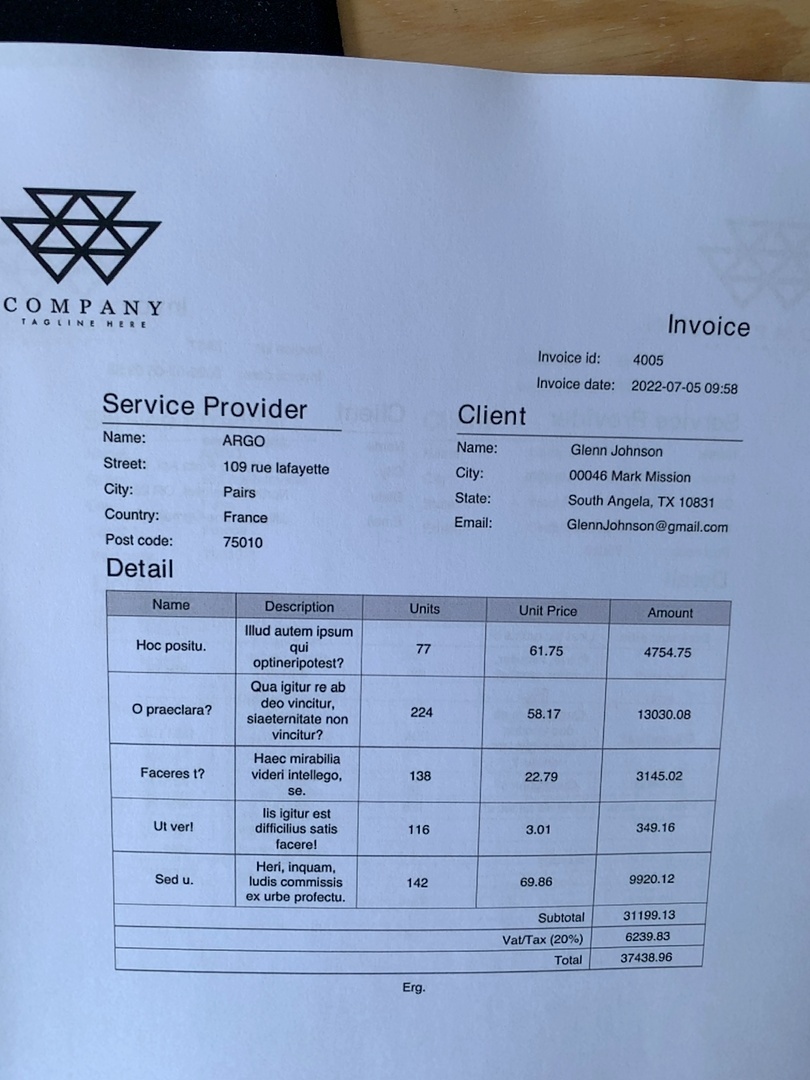 COMPANY
TAGLINE HERE
Invoice
Invoice id: 4005
Invoice date: 2022-07-05 09:58
Service Provider
Name: ARGO
Street: 109 rue lafayette
City: Pairs
Country: France
Post code: 75010
Client
Name: Glenn Johnson
City: 00046 Mark Mission
State: South Angela, TX 10831
Email: GlennJohnson@gmail.com
Detail
Name Description Units Unit Price Amount
Hoc positu. Illud autem ipsum
qui
optineripotest? 77 61.75 4754.75
O praeclara? Qua igitur re ab
deo vincitur,
siaeternitate non
vincitur? 224 58.17 13030.08
Faceres t? Haec mirabilia
videri intellego,
se. 138 22.79 3145.02
Ut ver! Iis igitur est
difficilius satis
facere! 116 3.01 349.16
Sed u. Heri, inquam,
ludis commissis
ex urbe profectu. 142 69.86 9920.12
Subtotal 31199.13
Vat/Tax (20%) 6239.83
Total 37438.96
Erg.